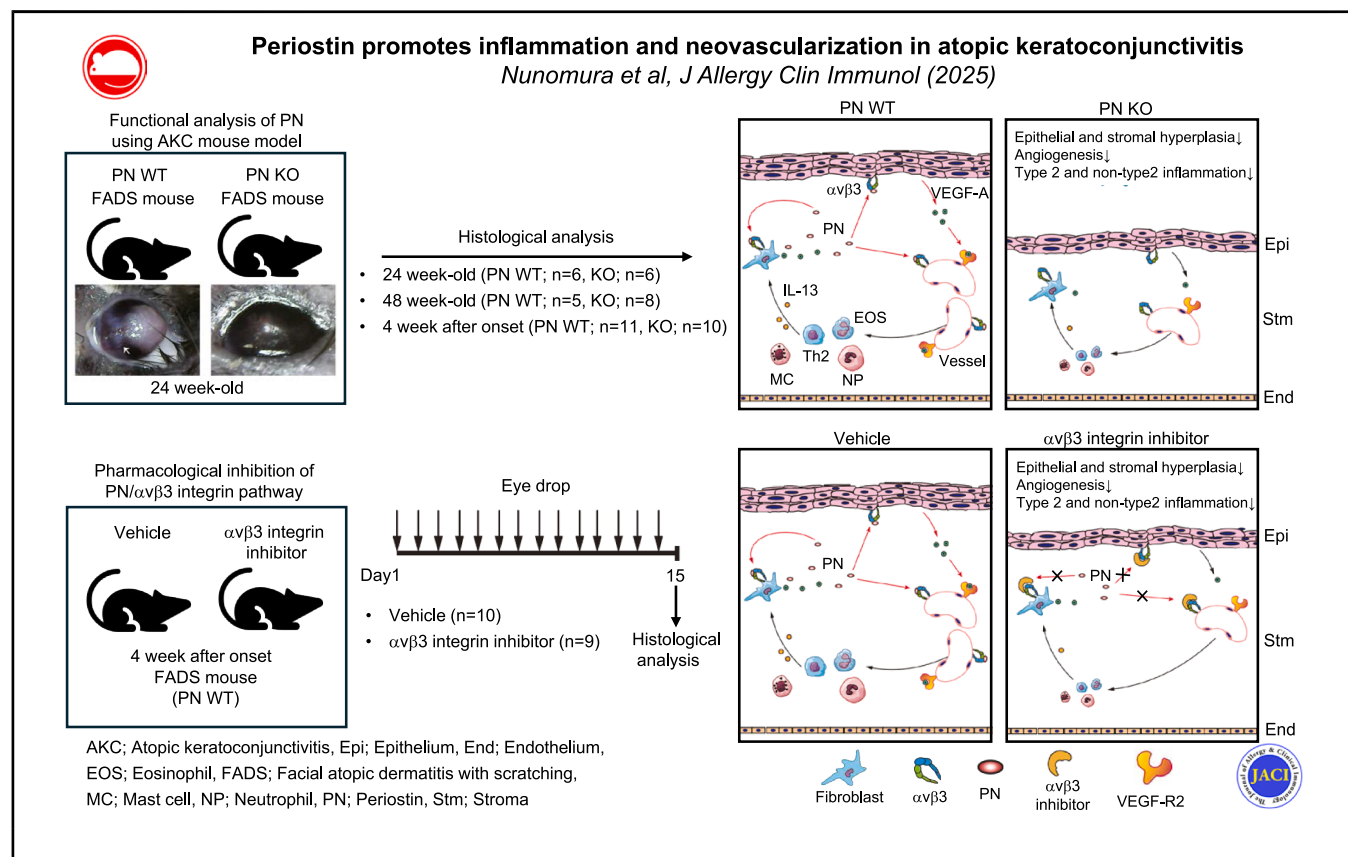 Periostin promotes inflammation and neovascularization in atopic keratoconjunctivitis
Nunomura et al, J Allergy Clin Immunol (2025)
Functional analysis of PN
using AKC mouse model
PN WT
FADS mouse
PN KO
FADS mouse
24 week-old
Histological analysis
• 24 week-old (PN WT; n=6, KO; n=6)
• 48 week-old (PN WT; n=5, KO; n=8)
• 4 week after onset (PN WT; n=11, KO; n=10)
PN WT
αvβ3
VEGF-A
PN
IL-13
EOS
Th2
MC
NP
Vessel
PN KO
Epithelial and stromal hyperplasia↓
Angiogenesis↓
Type 2 and non-type2 inflammation↓
Epi
Stm
End
Pharmacological inhibition of
PN/αvβ3 integrin pathway
Vehicle
αvβ3 integrin
inhibitor
4 week after onset
FADS mouse
(PN WT)
Eye drop
Day1
15
• Vehicle (n=10)
• αvβ3 integrin inhibitor (n=9)
Histological
analysis
Vehicle
PN
αvβ3 integrin inhibitor
Epithelial and stromal hyperplasia↓
Angiogenesis↓
Type 2 and non-type2 inflammation↓
Epi
PN
Stm
End
AKC; Atopic keratoconjunctivitis, Epi; Epithelium, End; Endothelium,
EOS; Eosinophil, FADS; Facial atopic dermatitis with scratching,
MC; Mast cell, NP; Neutrophil, PN; Periostin, Stm; Stroma
Fibroblast
αvβ3
PN
αvβ3
inhibitor
VEGF-R2
The Journal of Allergy & Clinical Immunology
JACI